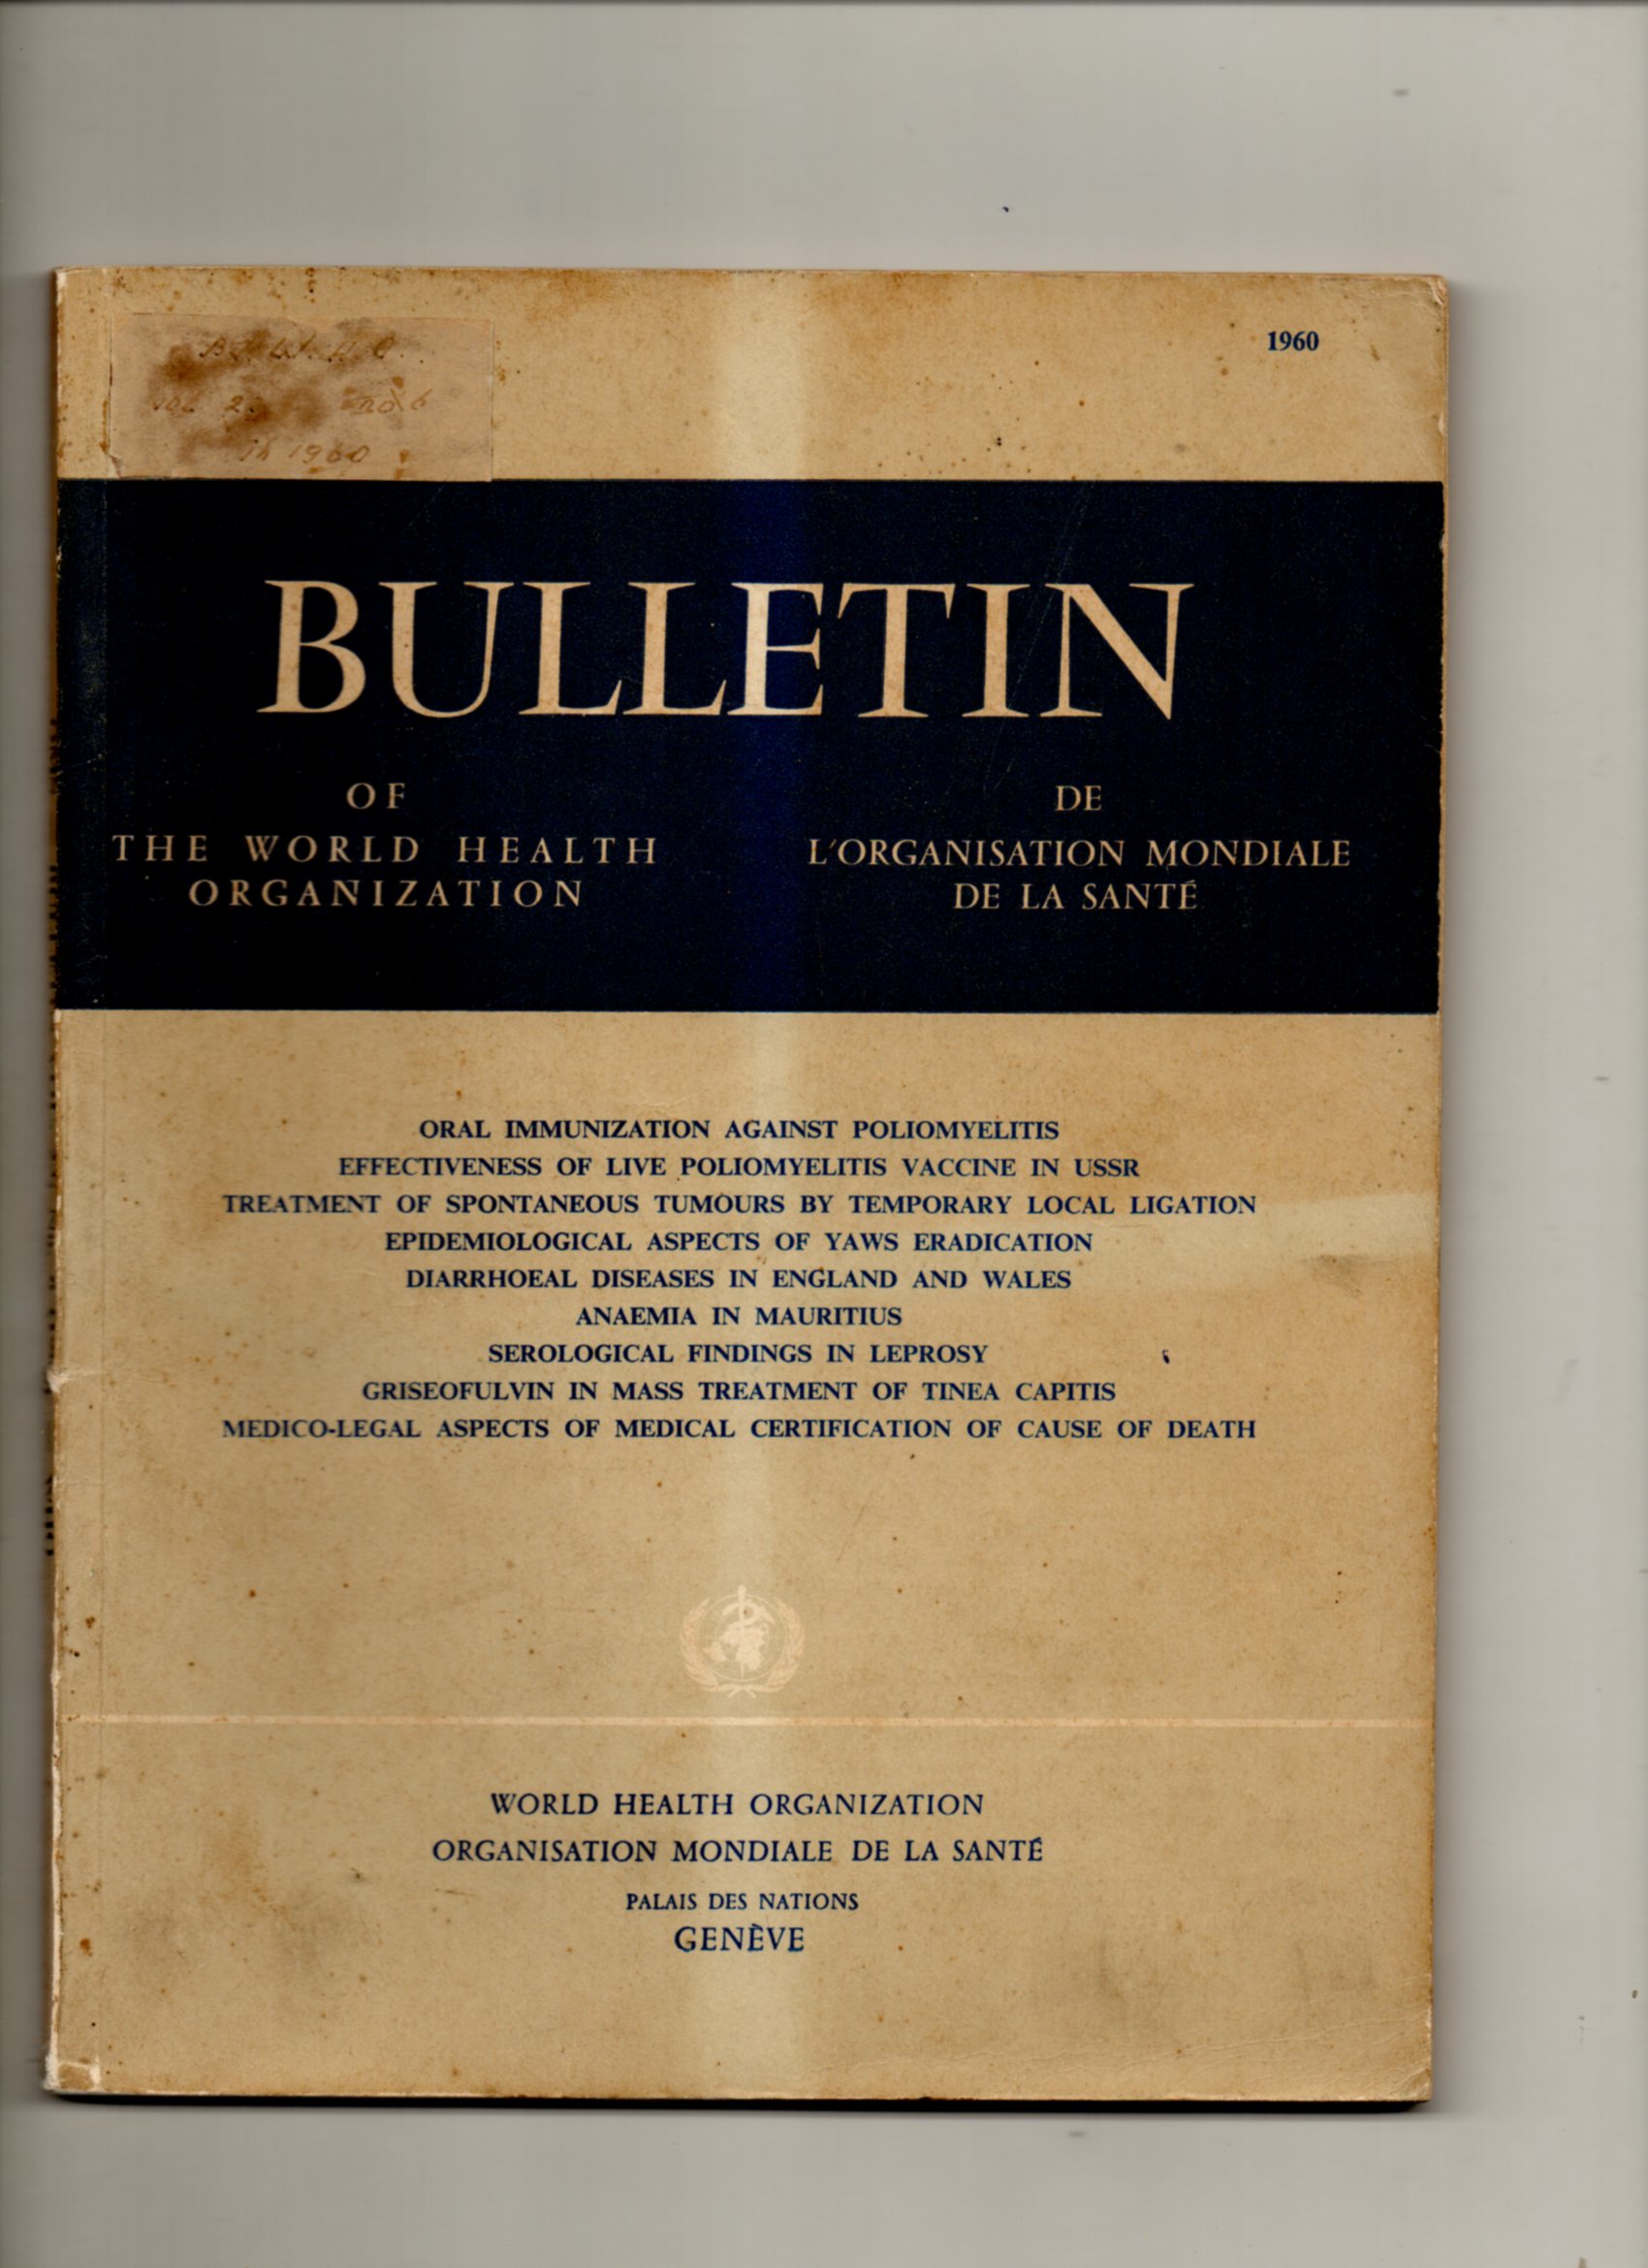 1960
B. W. H. O.
Vol 2 no 6
in 1960
BULLETIN
OF
THE WORLD HEALTH
ORGANIZATION
DE
L'ORGANISATION MONDIALE
DE LA SANTÉ
ORAL IMMUNIZATION AGAINST POLIOMYELITIS
EFFECTIVENESS OF LIVE POLIOMYELITIS VACCINE IN USSR
TREATMENT OF SPONTANEOUS TUMOURS BY TEMPORARY LOCAL LIGATION
EPIDEMIOLOGICAL ASPECTS OF YAWS ERADICATION
DIARRHOEAL DISEASES IN ENGLAND AND WALES
ANAEMIA IN MAURITIUS
SEROLOGICAL FINDINGS IN LEPROSY
GRISEOFULVIN IN MASS TREATMENT OF TINEA CAPITIS
MEDICO-LEGAL ASPECTS OF MEDICAL CERTIFICATION OF CAUSE OF DEATH
WORLD HEALTH ORGANIZATION
ORGANISATION MONDIALE DE LA SANTÉ
PALAIS DES NATIONS
GENÈVE